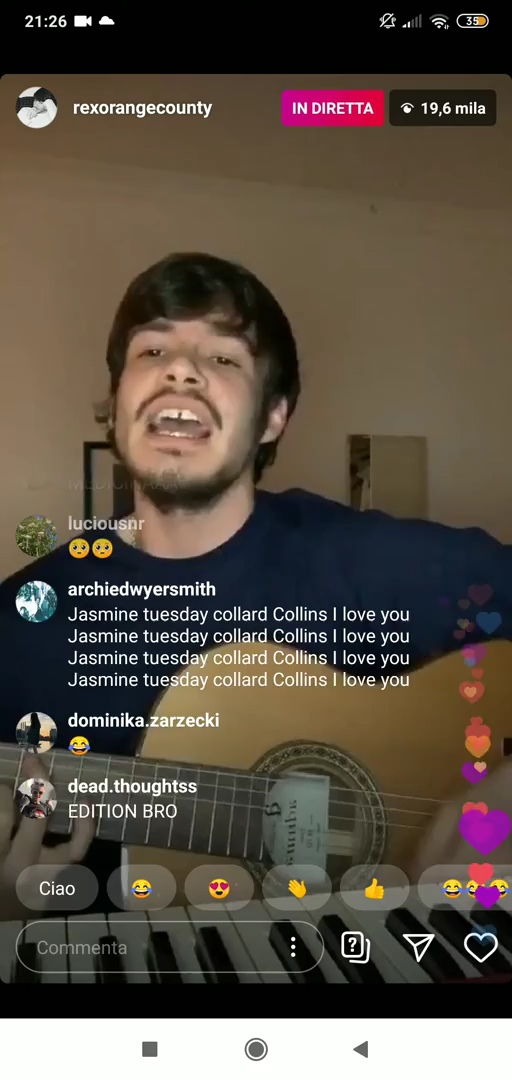 21:26
35
rexorangecounty
IN DIRETTA
19,6 mila
luciousnr
🥺🥺
archiedwyersmith
Jasmine tuesday collard Collins I love you
Jasmine tuesday collard Collins I love you
Jasmine tuesday collard Collins I love you
Jasmine tuesday collard Collins I love you
dominika.zarzecki
😂
dead.thoughtss
EDITION BRO
Ciao 😂 😍 👏 👍 😂😂😂
Commenta